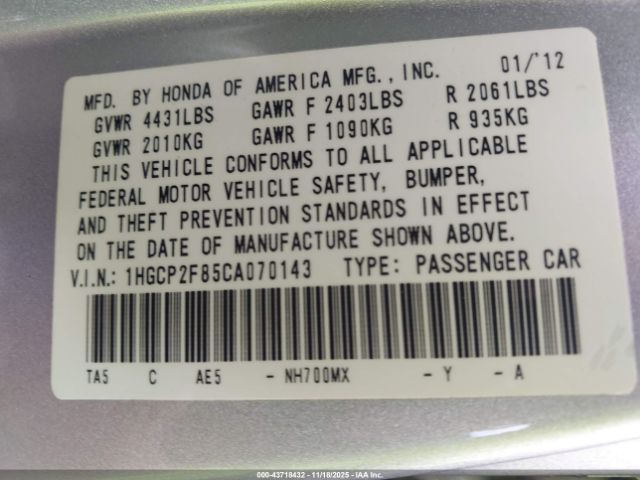 MFD. BY HONDA OF AMERICA MFG., INC. 01/'12
GVWR 4431LBS GAWR F 2403LBS R 2061LBS
GVWR 2010KG GAWR F 1090KG R 935KG
THIS VEHICLE CONFORMS TO ALL APPLICABLE
FEDERAL MOTOR VEHICLE SAFETY, BUMPER,
AND THEFT PREVENTION STANDARDS IN EFFECT
ON THE DATE OF MANUFACTURE SHOWN ABOVE.
V.I.N.: 1HGCP2F85CA070143 TYPE: PASSENGER CAR
TA5 C AE5 - NH700MX - Y - A
000-43718432 - 11/18/2025 - IAA Inc.